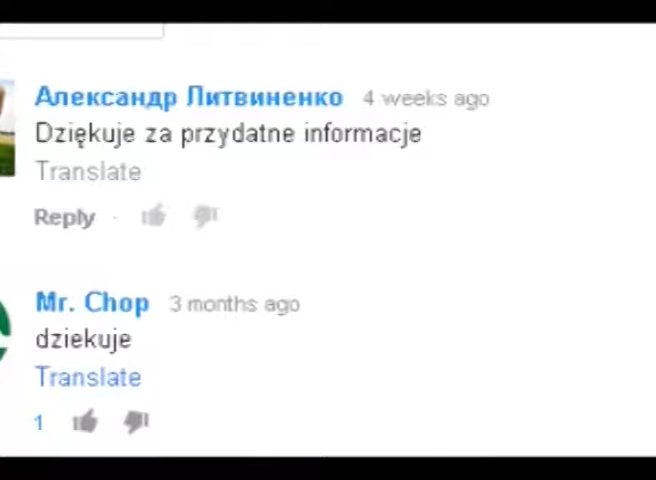 Александр Литвиненко 4 weeks ago
Dziękuje za przydatne informacje
Translate
Reply ·
Mr. Chop 3 months ago
dziekuje
Translate
1